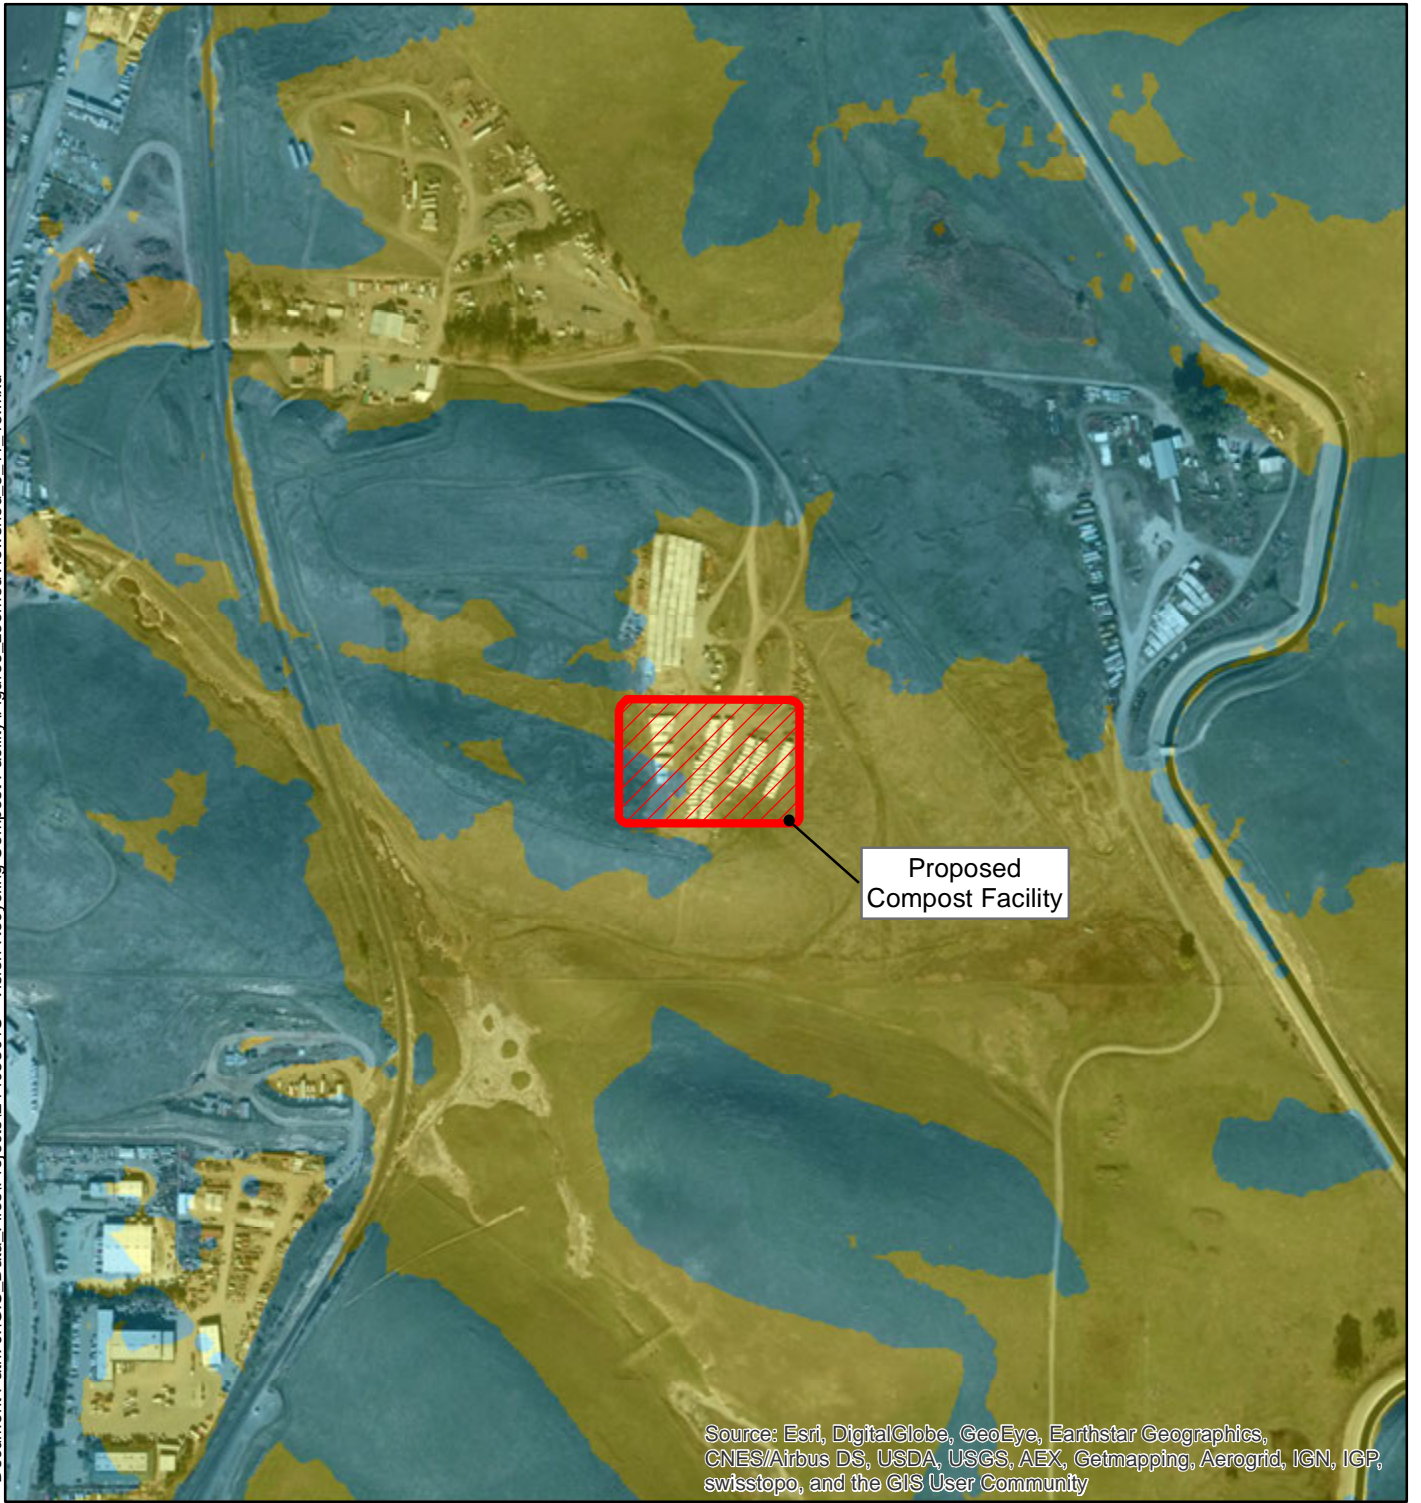 Proposed
Compost Facility
Source: Esri, DigitalGlobe, GeoEye, Earthstar Geographics,
CNES/Airbus DS, USDA, USGS, AEX, Getmapping, Aerogrid, IGN, IGP,
swisstopo, and the GIS User Community